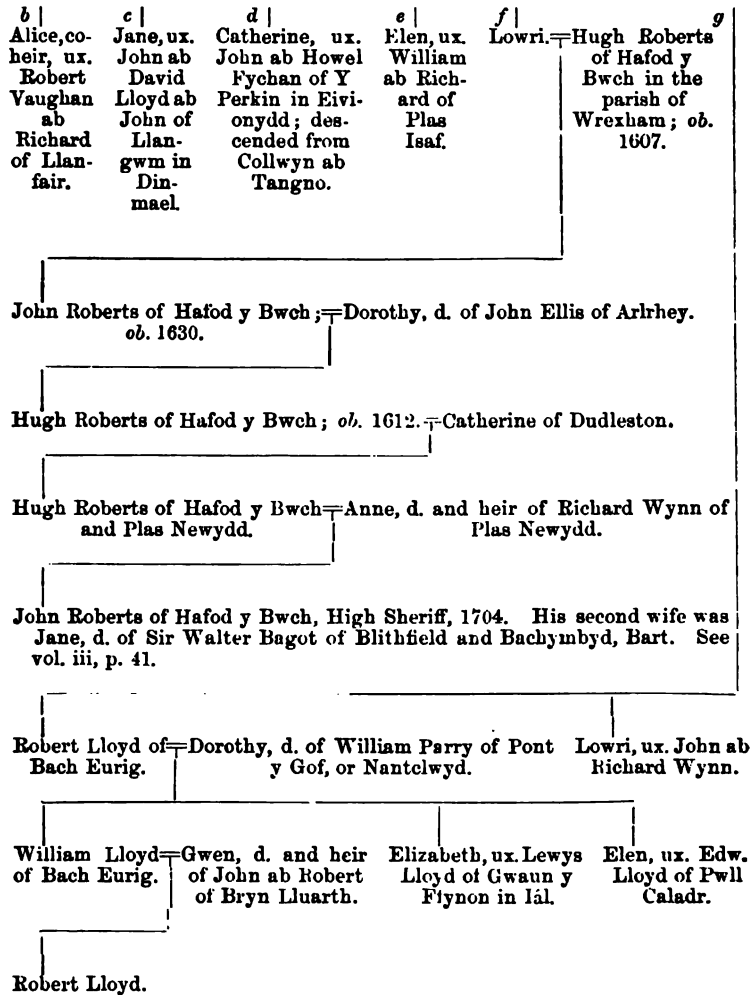 b c d e f g
Alice, co-
heir, ux.
Robert
Vaughan
ab
Richard
of Llan-
fair.
Jane, ux.
John ab
David
Lloyd ab
John of
Llan-
gwm in
Din-
mael.
Catherine, ux.
John ab Howel
Fychan of Y
Perkin in Eivi-
onydd; des-
cended from
Collwyn ab
Tangno.
Elen, ux.
William
ab Rich-
ard of
Plas
Isaf.
Lowri.
Hugh Roberts
of Hafod y
Bwch in the
parish of
Wrexham; ob.
1607.
John Roberts of Hafod y Bwch; Dorothy, d. of John Ellis of Arlrhey.
ob. 1630.
Hugh Roberts of Hafod y Bwch; ob. 1612. Catherine of Dudleston.
Hugh Roberts of Hafod y Bwch
and Plas Newydd.
Anne, d. and heir of Richard Wynn of
Plas Newydd.
John Roberts of Hafod y Bwch, High Sheriff, 1704. His second wife was
Jane, d. of Sir Walter Bagot of Blithfield and Bachymbyd, Bart. See
vol. iii, p. 41.
Robert Lloyd of
Bach Eurig.
Dorothy, d. of William Parry of Pont
y Gof, or Nantclwyd.
Lowri, ux. John ab
Richard Wynn.
William Lloyd
of Bach Eurig.
Gwen, d. and heir
of John ab Robert
of Bryn Lluarth.
Elizabeth, ux. Lewys
Lloyd of Gwaun y
Ffynon in Iâl.
Elen, ux. Edw.
Lloyd of Pwll
Caladr.
Robert Lloyd.